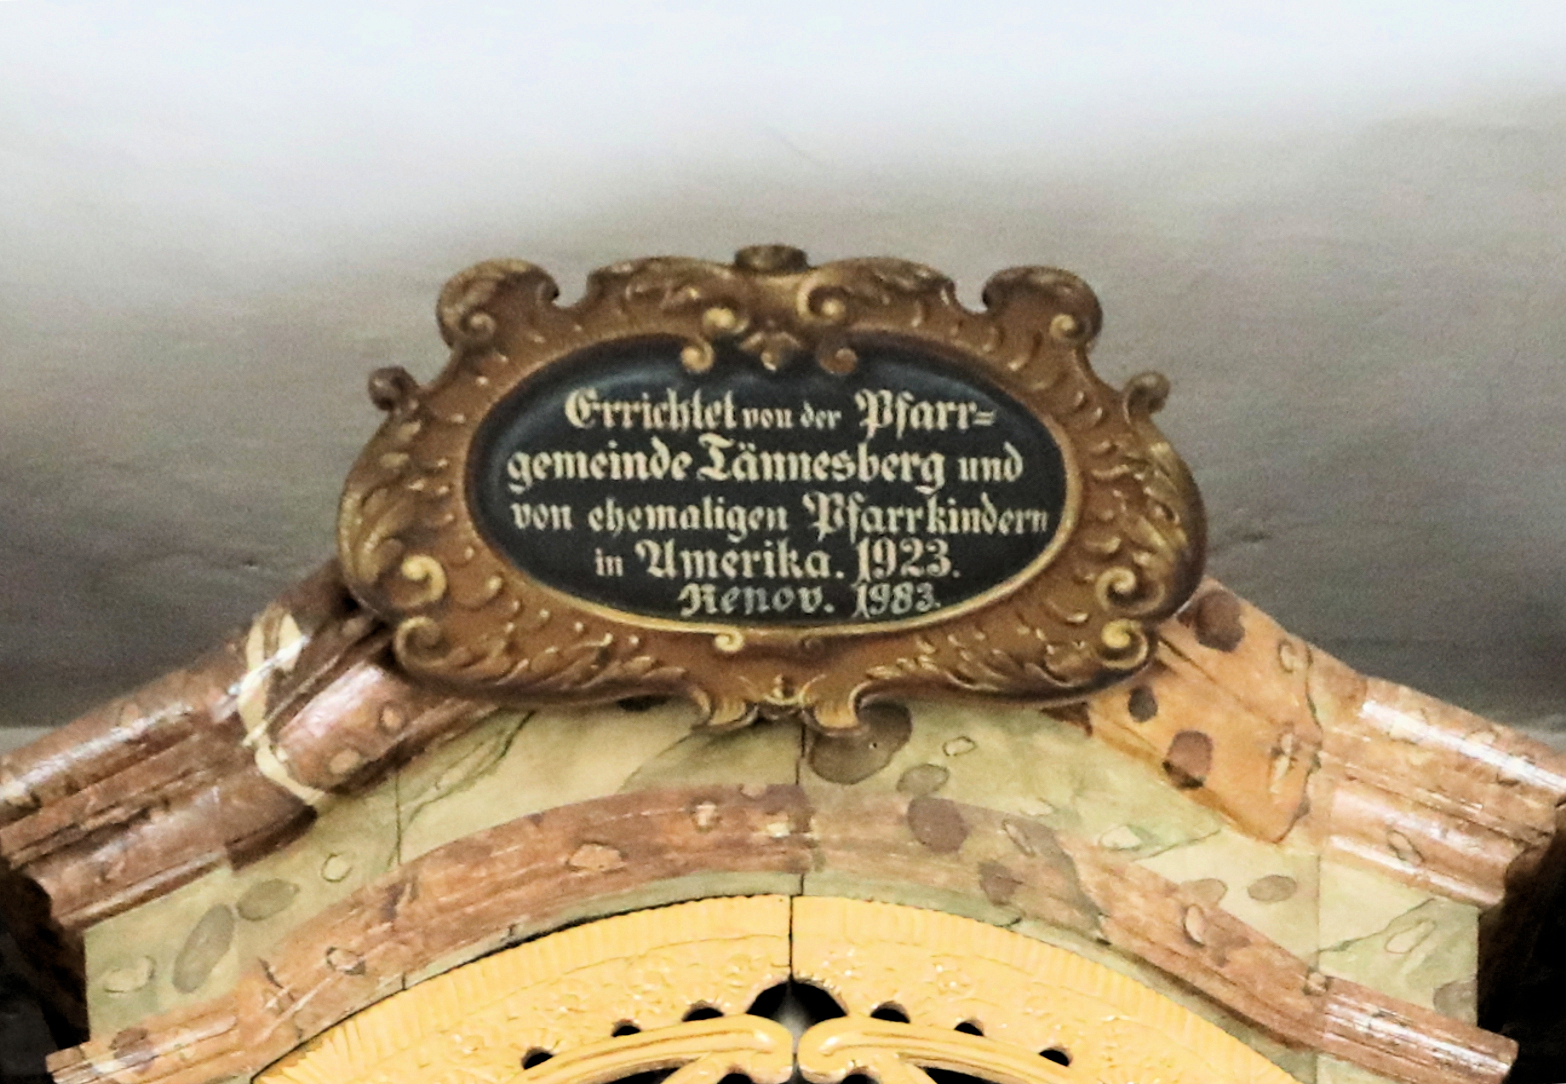 Errichtet von der Pfarr=
gemeinde Tännesberg und
von ehemaligen Pfarrkindern
in Amerika. 1923.
Renov. 1983.